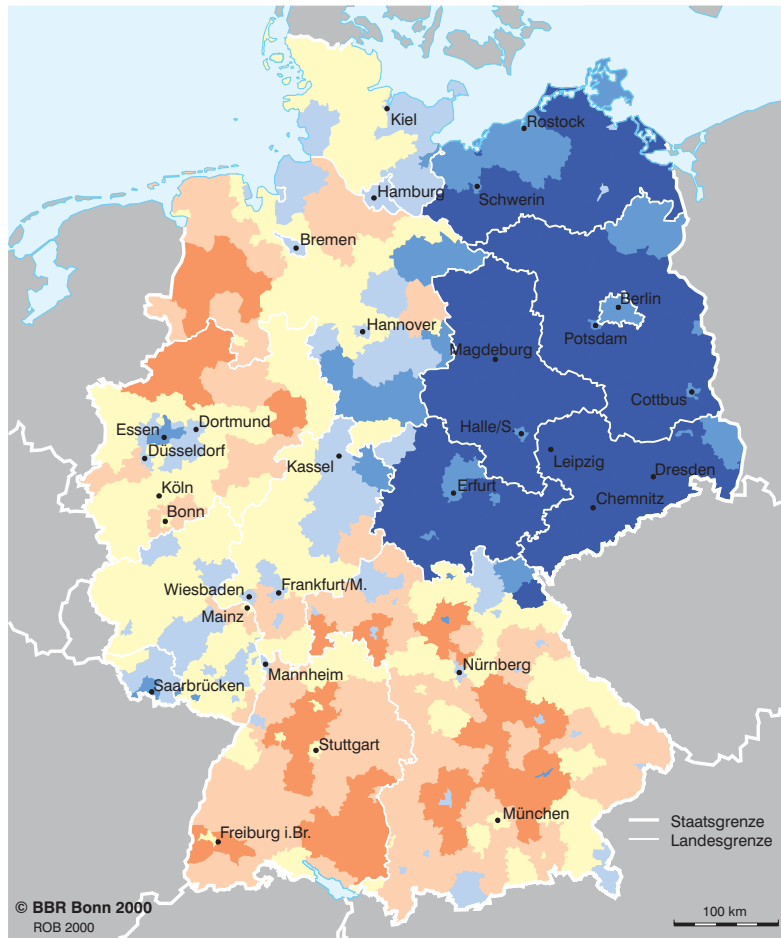 Kiel
Rostock
Hamburg
Schwerin
Bremen
Berlin
Hannover
Potsdam
Magdeburg
Cottbus
Dortmund
Essen
Halle/S.
Düsseldorf
Kassel
Leipzig
Dresden
Köln
Erfurt
Chemnitz
Bonn
Wiesbaden
Frankfurt/M.
Mainz
Nürnberg
Mannheim
Saarbrücken
Stuttgart
München
Staatsgrenze
Freiburg i.Br.
Landesgrenze
© BBR Bonn 2000
ROB 2000
100 km